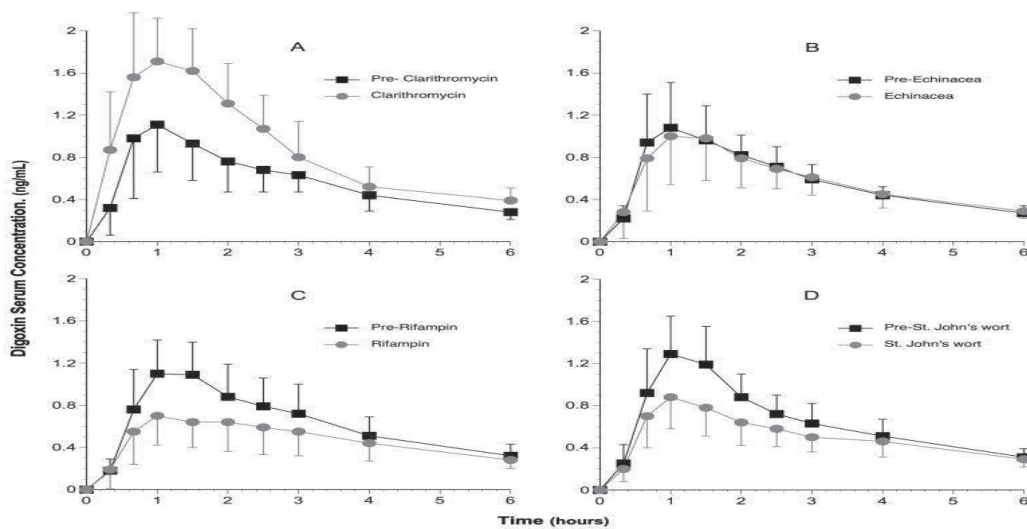 Digoxin Serum Concentration. (ng/mL)
A
Pre- Clarithromycin
Clarithromycin
2
1.6
1.2
0.8
0.4
0
0 1 2 3 4 5 6
B
Pre-Echinacea
Echinacea
2
1.6
1.2
0.8
0.4
0
0 1 2 3 4 5 6
C
Pre-Rifampin
Rifampin
2
1.6
1.2
0.8
0.4
0
0 1 2 3 4 5 6
D
Pre-St. John's wort
St. John's wort
2
1.6
1.2
0.8
0.4
0
0 1 2 3 4 5 6
Time (hours)